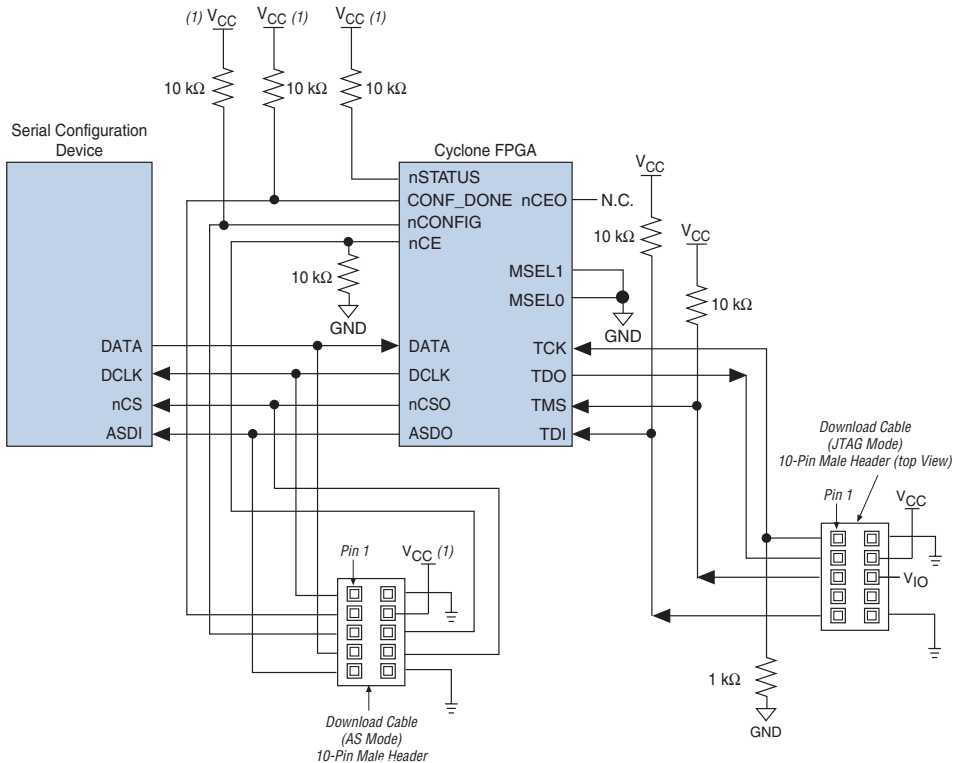 (1) VCC
VCC (1)
VCC (1)
10 kΩ
10 kΩ
10 kΩ
Serial Configuration
Device
Cyclone FPGA
nSTATUS
CONF_DONE
nCEO
N.C.
nCONFIG
nCE
VCC
10 kΩ
VCC
10 kΩ
10 kΩ
GND
MSEL1
MSEL0
GND
DATA
DATA
TCK
DCLK
DCLK
TDO
nCS
nCSO
TMS
ASDI
ASDO
TDI
Download Cable
(JTAG Mode)
10-Pin Male Header (top View)
Pin 1
VCC
VIO
Pin 1
VCC (1)
1 kΩ
GND
Download Cable
(AS Mode)
10-Pin Male Header